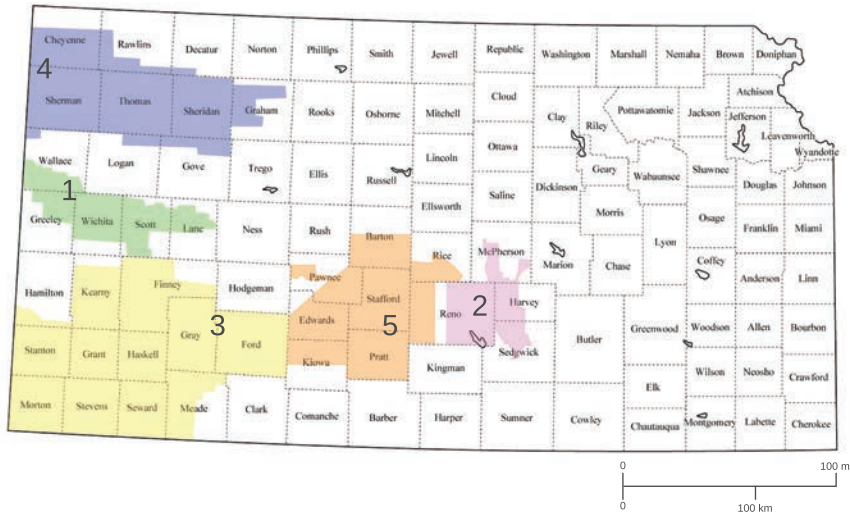 Cheyenne Rawlins Decatur Norton Phillips Smith Jewell Republic Washington Marshall Nemaha Brown Doniphan
4
Sherman Thomas Sheridan Graham Rooks Osborne Mitchell Cloud Clay Riley Pottawatomie Jackson Atchison
Jefferson
Leavenworth
Wyandotte
Ottawa
Wallace Logan Gove Trego Ellis Russell Lincoln Saline Dickinson Geary Wabaunsee Shawnee Douglas Johnson
1
Ellsworth Morris Osage
Greeley Wichita Scott Lane Ness Rush Barton Rice McPherson Marion Chase Lyon Coffey Franklin Miami
Anderson Linn
Hamilton Kearny Finney Hodgeman Pawnee Stafford Reno 2 Harvey
Edwards 5
Gray 3 Ford
Stanton Grant Haskell Kiowa Pratt Kingman Sedgwick Butler Greenwood Woodson Allen Bourbon
Elk Wilson Neosho Crawford
Morton Stevens Seward Meade Clark Comanche Barber Harper Sumner Cowley Chautauqua Montgomery Labette Cherokee
0 100 m
0 100 km